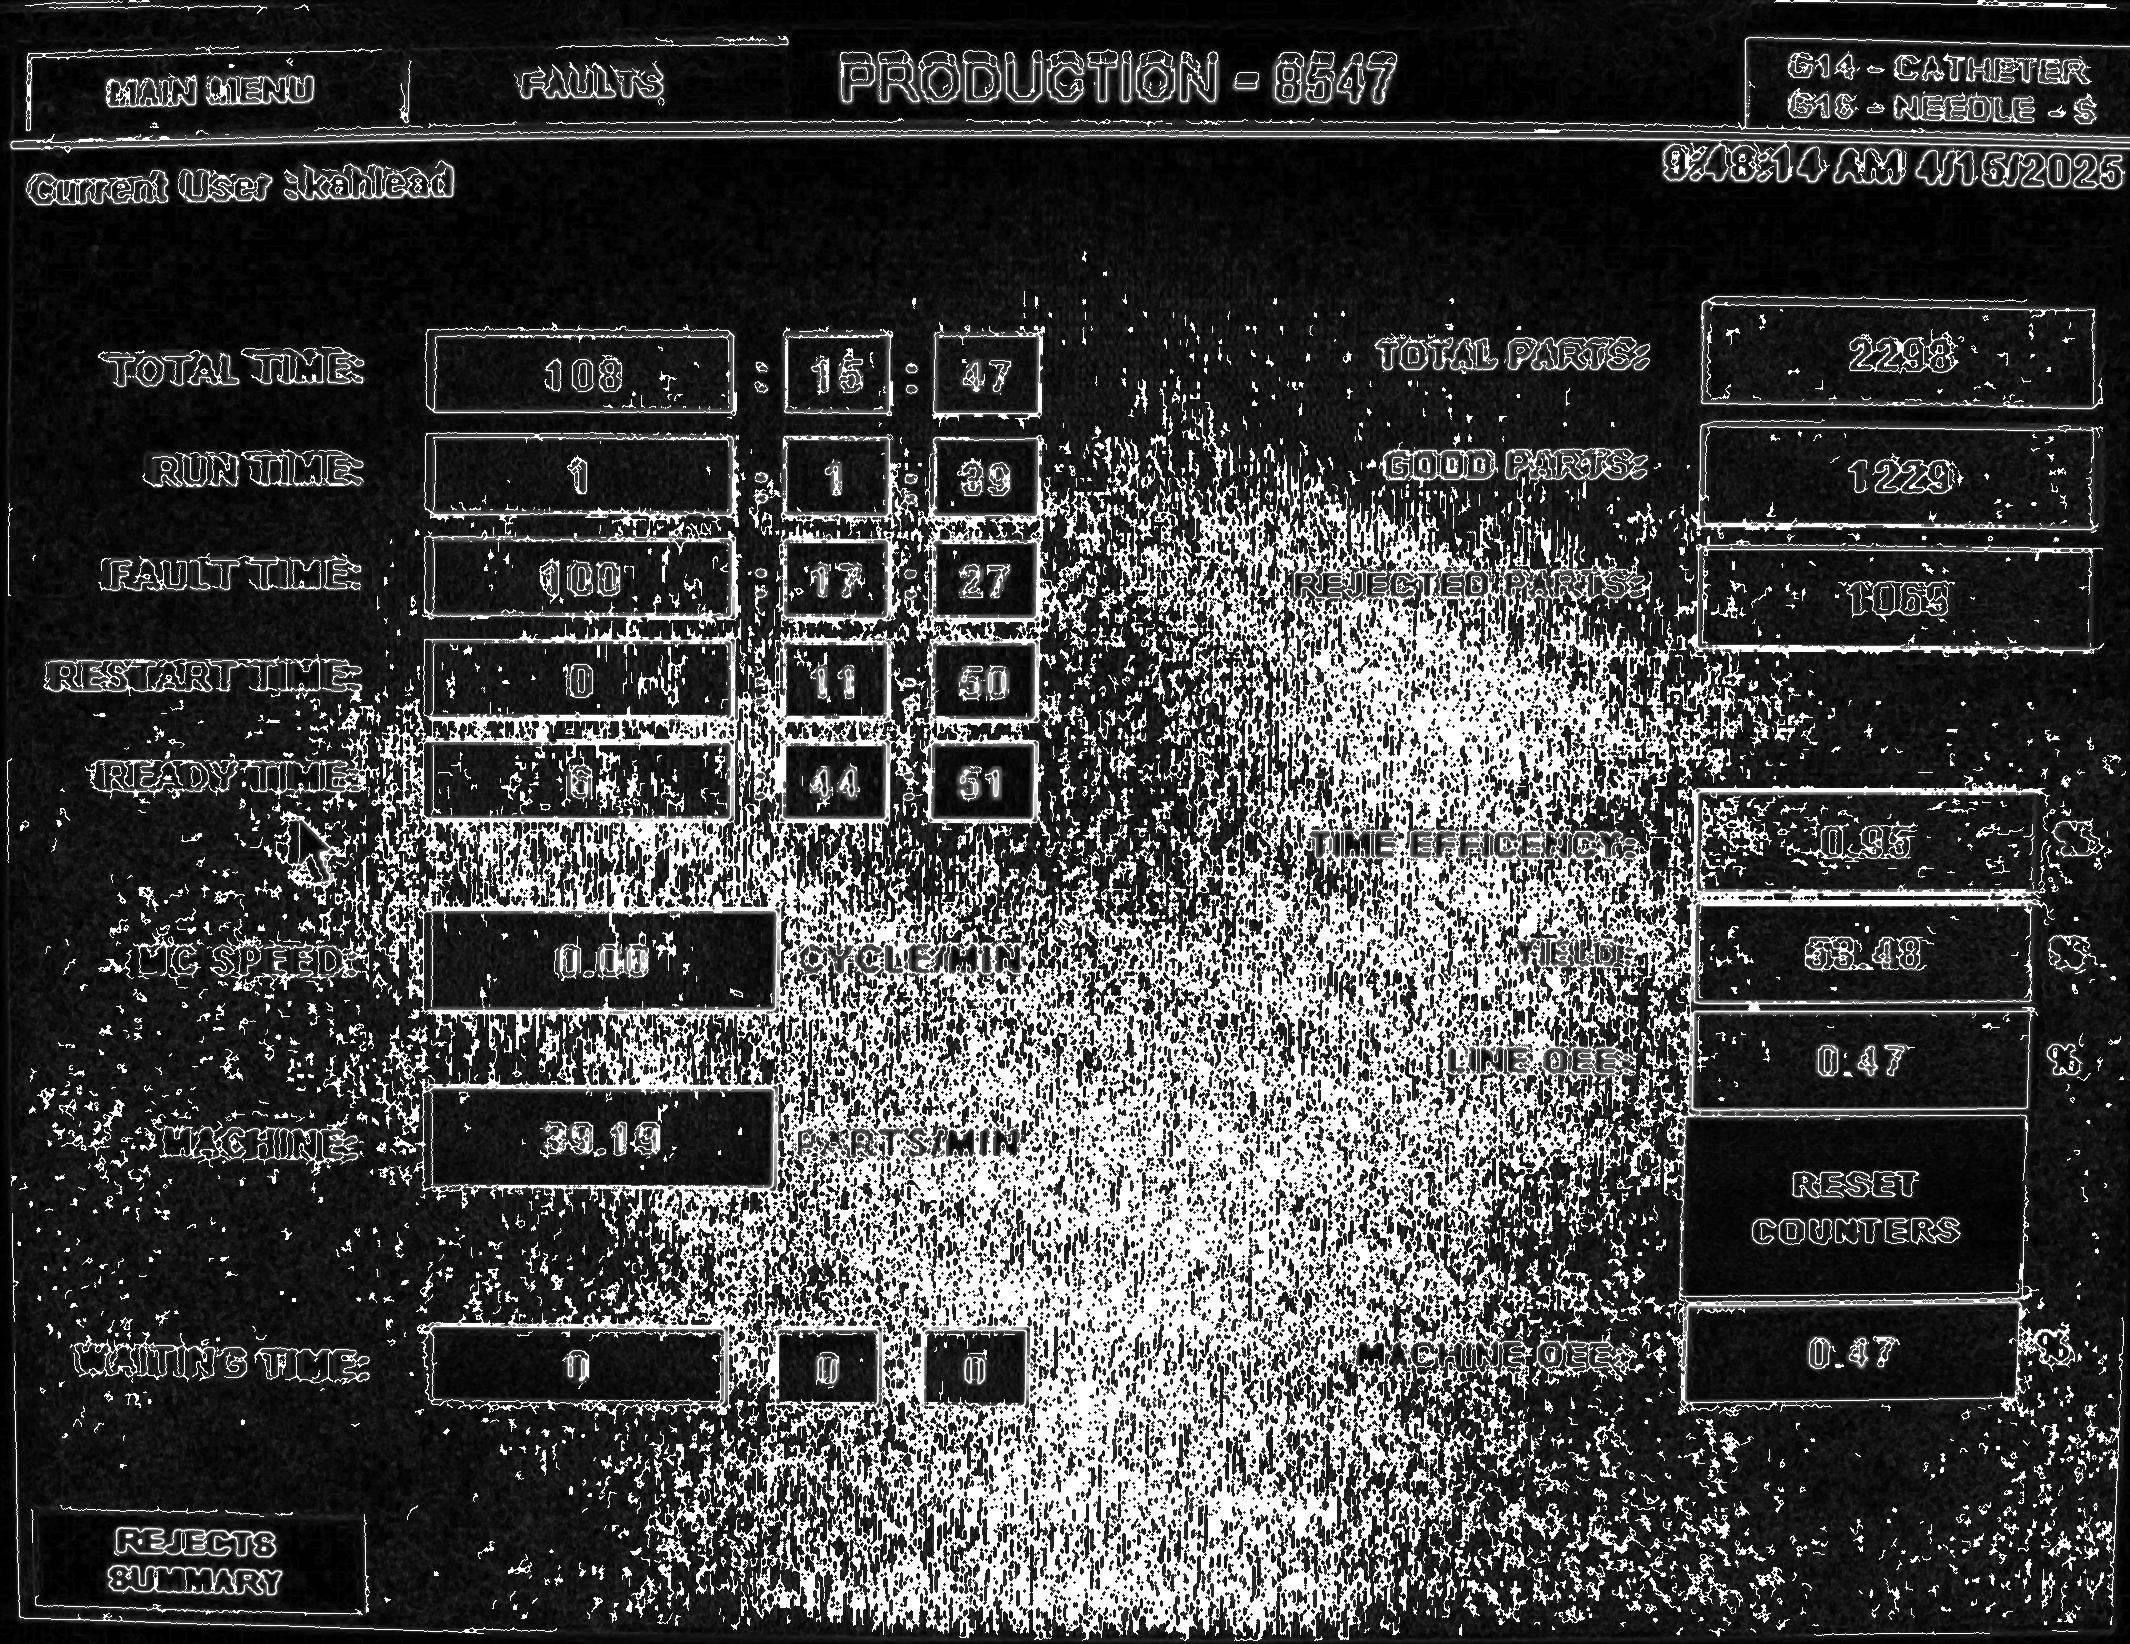 MAIN MENU
FAULTS
PRODUCTION - 8547
G14 - CATHETER
G16 - NEEDLE - S
Current User :kahlead
9:48:14 AM 4/15/2025
TOTAL TIME: 108 : 15 : 47
TOTAL PARTS: 2298
RUN TIME: 1 : 1 : 39
GOOD PARTS: 1229
FAULT TIME: 100 : 17 : 27
REJECTED PARTS: 1069
RESTART TIME: 0 : 11 : 50
READY TIME: 6 : 44 : 51
TIME EFFICENCY: 0.95 %
MC SPEED: 0.00 CYCLE/MIN
YIELD: 53.48 %
LINE OEE: 0.47 %
MACHINE: 39.19 PARTS/MIN
RESET
COUNTERS
WAITING TIME: 0 0 0
MACHINE OEE: 0.47 %
REJECTS
SUMMARY